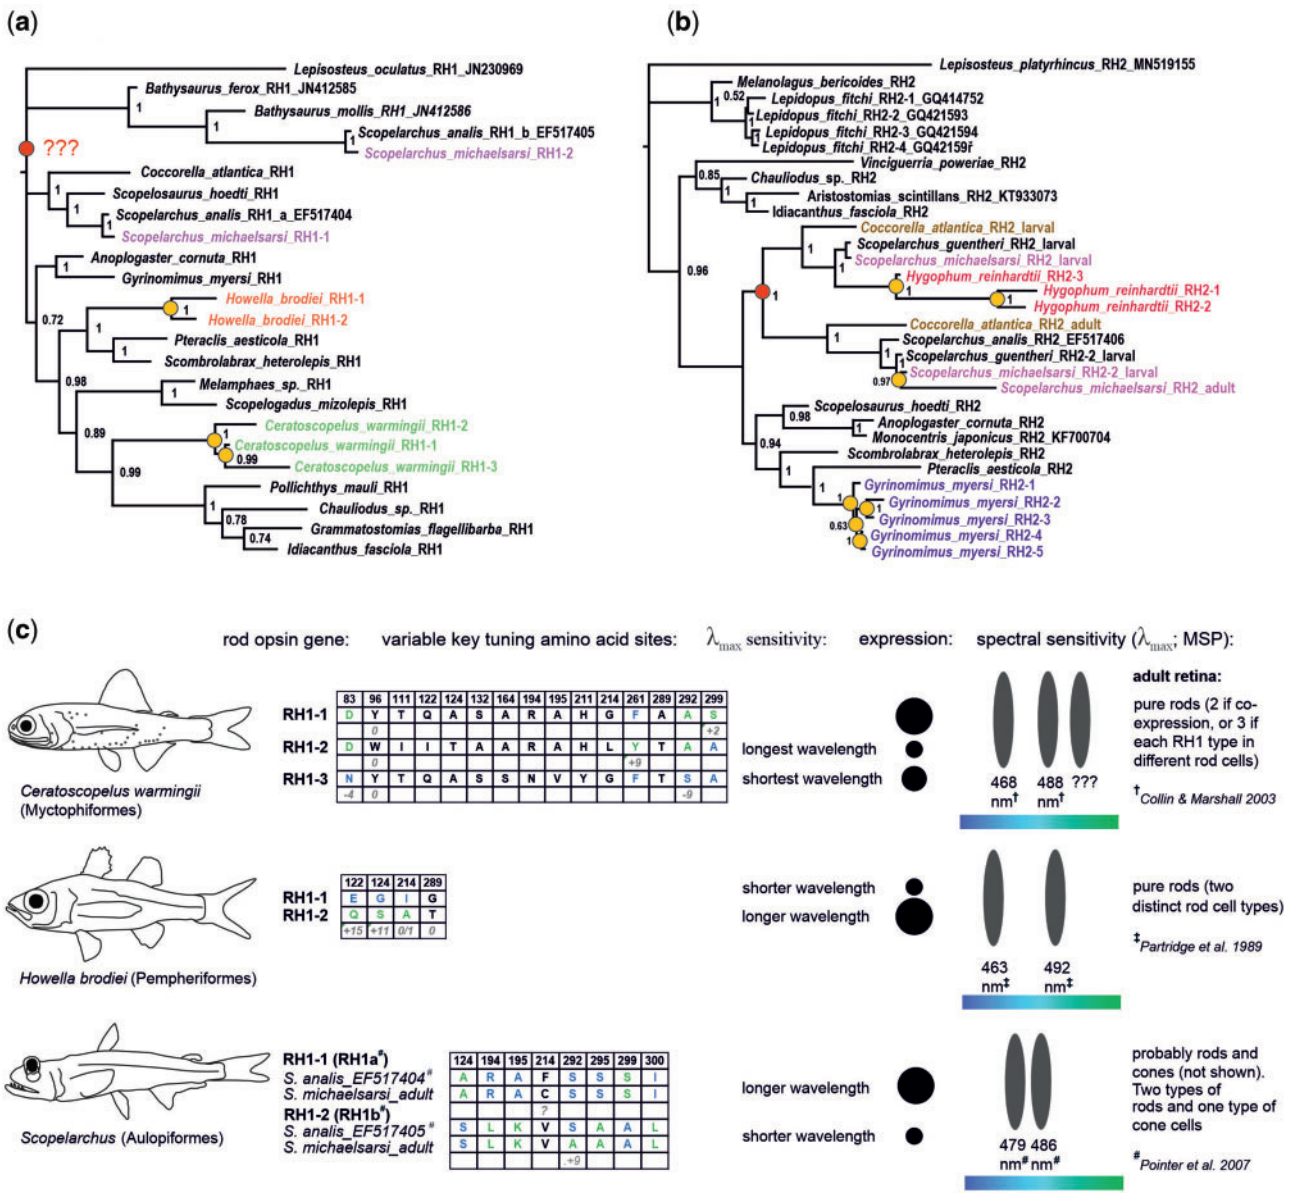 (a)
Lepisosteus_oculatus_RH1_JN230969
Bathysaurus_ferox_RH1_JN412585
Bathysaurus_mollis_RH1_JN412586
Scopelarchus_analis_RH1_b_EF517405
Scopelarchus_michaelsarsi_RH1-2
???
Coccorella_atlantica_RH1
Scopelosaurus_hoedti_RH1
Scopelarchus_analis_RH1_a_EF517404
Scopelarchus_michaelsarsi_RH1-1
Anoplogaster_cornuta_RH1
Gyrinomimus_myersi_RH1
Howella_brodiei_RH1-1
Howella_brodiei_RH1-2
Pteraclis_aesticola_RH1
Scombrolabrax_heterolepis_RH1
Melamphaes_sp._RH1
Scopelogadus_mizolepis_RH1
Ceratoscopelus_warmingii_RH1-2
Ceratoscopelus_warmingii_RH1-1
Ceratoscopelus_warmingii_RH1-3
Pollichthys_mauli_RH1
Chauliodus_sp._RH1
Grammatostomias_flagellibarba_RH1
Idiacanthus_fasciola_RH1
1
1
1
1
1
1
1
0.72
1
1
1
0.98
1
0.89
1
0.99
0.99
1
0.78
0.74
(b)
Lepisosteus_platyrhincus_RH2_MN519155
Melanolagus_bericoides_RH2
Lepidopus_fitchi_RH2-1_GQ414752
Lepidopus_fitchi_RH2-2_GQ421593
Lepidopus_fitchi_RH2-3_GQ421594
Lepidopus_fitchi_RH2-4_GQ42159ř
Vinciguerria_poweriae_RH2
Chauliodus_sp._RH2
Aristostomias_scintillans_RH2_KT933073
Idiacanthus_fasciola_RH2
Coccorella_atlantica_RH2_larval
Scopelarchus_guentheri_RH2_larval
Scopelarchus_michaelsarsi_RH2_larval
Hygophum_reinhardtii_RH2-3
Hygophum_reinhardtii_RH2-1
Hygophum_reinhardtii_RH2-2
Coccorella_atlantica_RH2_adult
Scopelarchus_analis_RH2_EF517406
Scopelarchus_guentheri_RH2-2_larval
Scopelarchus_michaelsarsi_RH2-2_larval
Scopelarchus_michaelsarsi_RH2_adult
Scopelosaurus_hoedti_RH2
Anoplogaster_cornuta_RH2
Monocentris_japonicus_RH2_KF700704
Scombrolabrax_heterolepis_RH2
Pteraclis_aesticola_RH2
Gyrinomimus_myersi_RH2-1
Gyrinomimus_myersi_RH2-2
Gyrinomimus_myersi_RH2-3
Gyrinomimus_myersi_RH2-4
Gyrinomimus_myersi_RH2-5
1 0.52
1
1
0.85
1
1
0.96
1
1
1
1
1
1
1
1
0.97
0.98
1
0.94
1
1
1
1
0.63
1
(c)
rod opsin gene: variable key tuning amino acid sites: λmax sensitivity: expression: spectral sensitivity (λmax; MSP):
83 96 111 122 124 132 164 194 195 211 214 261 289 292 299
RH1-1 D Y T Q A S A R A H G F A A S
0 +2
RH1-2 D W I I T A A R A H L Y T A A
0 +9
RH1-3 N Y T Q A S S N V Y G F T S A
-4 0 -9
longest wavelength
shortest wavelength
468 nm† 488 nm† ???
adult retina:
pure rods (2 if co-
expression, or 3 if
each RH1 type in
different rod cells)
†Collin & Marshall 2003
Ceratoscopelus warmingii
(Myctophiformes)
122 124 214 289
RH1-1 E G I G
RH1-2 Q S A T
+15 +11 0/1 0
shorter wavelength
longer wavelength
463 nm‡ 492 nm‡
pure rods (two
distinct rod cell types)
‡Partridge et al. 1989
Howella brodiei (Pempheriformes)
RH1-1 (RH1a#) 124 194 195 214 292 295 299 300
S. analis_EF517404# A R A F S S S I
S. michaelsarsi_adult A R A C S S S I
RH1-2 (RH1b#) ?
S. analis_EF517405# S L K V S A A L
S. michaelsarsi_adult S L K V A A A L
.+9
longer wavelength
shorter wavelength
479 nm# 486 nm#
probably rods and
cones (not shown).
Two types of
rods and one type of
cone cells
#Pointer et al. 2007
Scopelarchus (Aulopiformes)